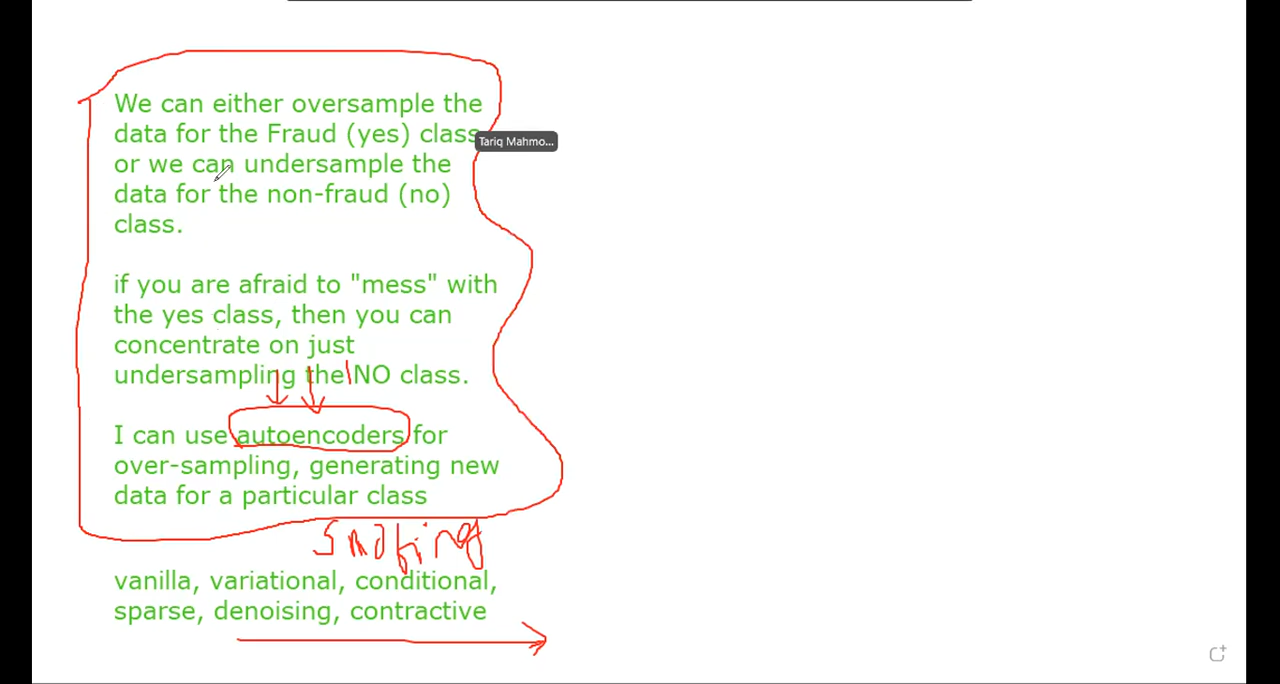 We can either oversample the
data for the Fraud (yes) class
Tariq Mahmo...
or we can undersample the
data for the non-fraud (no)
class.
if you are afraid to "mess" with
the yes class, then you can
concentrate on just
undersampling the NO class.
I can use autoencoders for
over-sampling, generating new
data for a particular class
vanilla, variational, conditional,
sparse, denoising, contractive